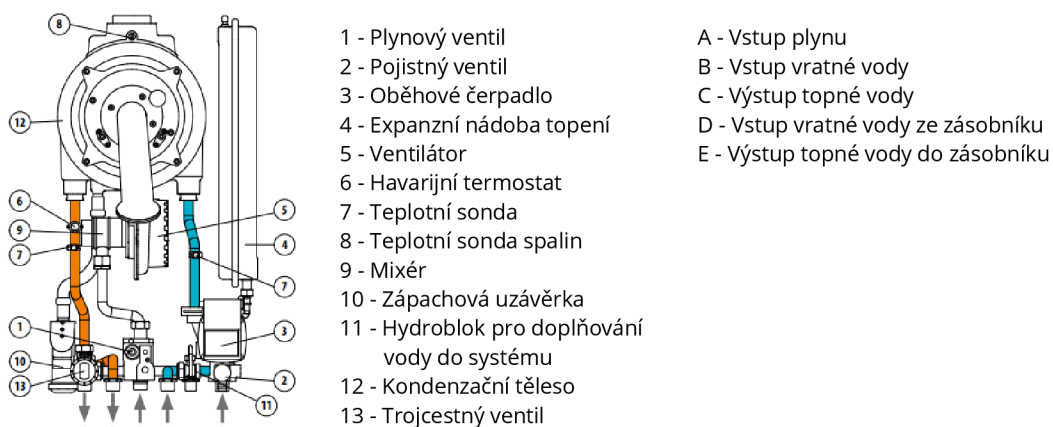 8
12
6
9
7
1
10
13
5
4
7
3
2
11
1 - Plynový ventil
2 - Pojistný ventil
3 - Oběhové čerpadlo
4 - Expanzní nádoba topení
5 - Ventilátor
6 - Havarijní termostat
7 - Teplotní sonda
8 - Teplotní sonda spalin
9 - Mixér
10 - Zápachová uzávěrka
11 - Hydroblok pro doplňování
vody do systému
12 - Kondenzační těleso
13 - Trojcestný ventil
A - Vstup plynu
B - Vstup vratné vody
C - Výstup topné vody
D - Vstup vratné vody ze zásobníku
E - Výstup topné vody do zásobníku